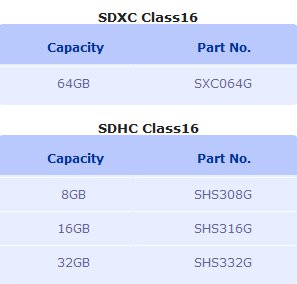 SDXC Class16
Capacity Part No.
64GB SXC064G
SDHC Class16
Capacity Part No.
8GB SHS308G
16GB SHS316G
32GB SHS332G